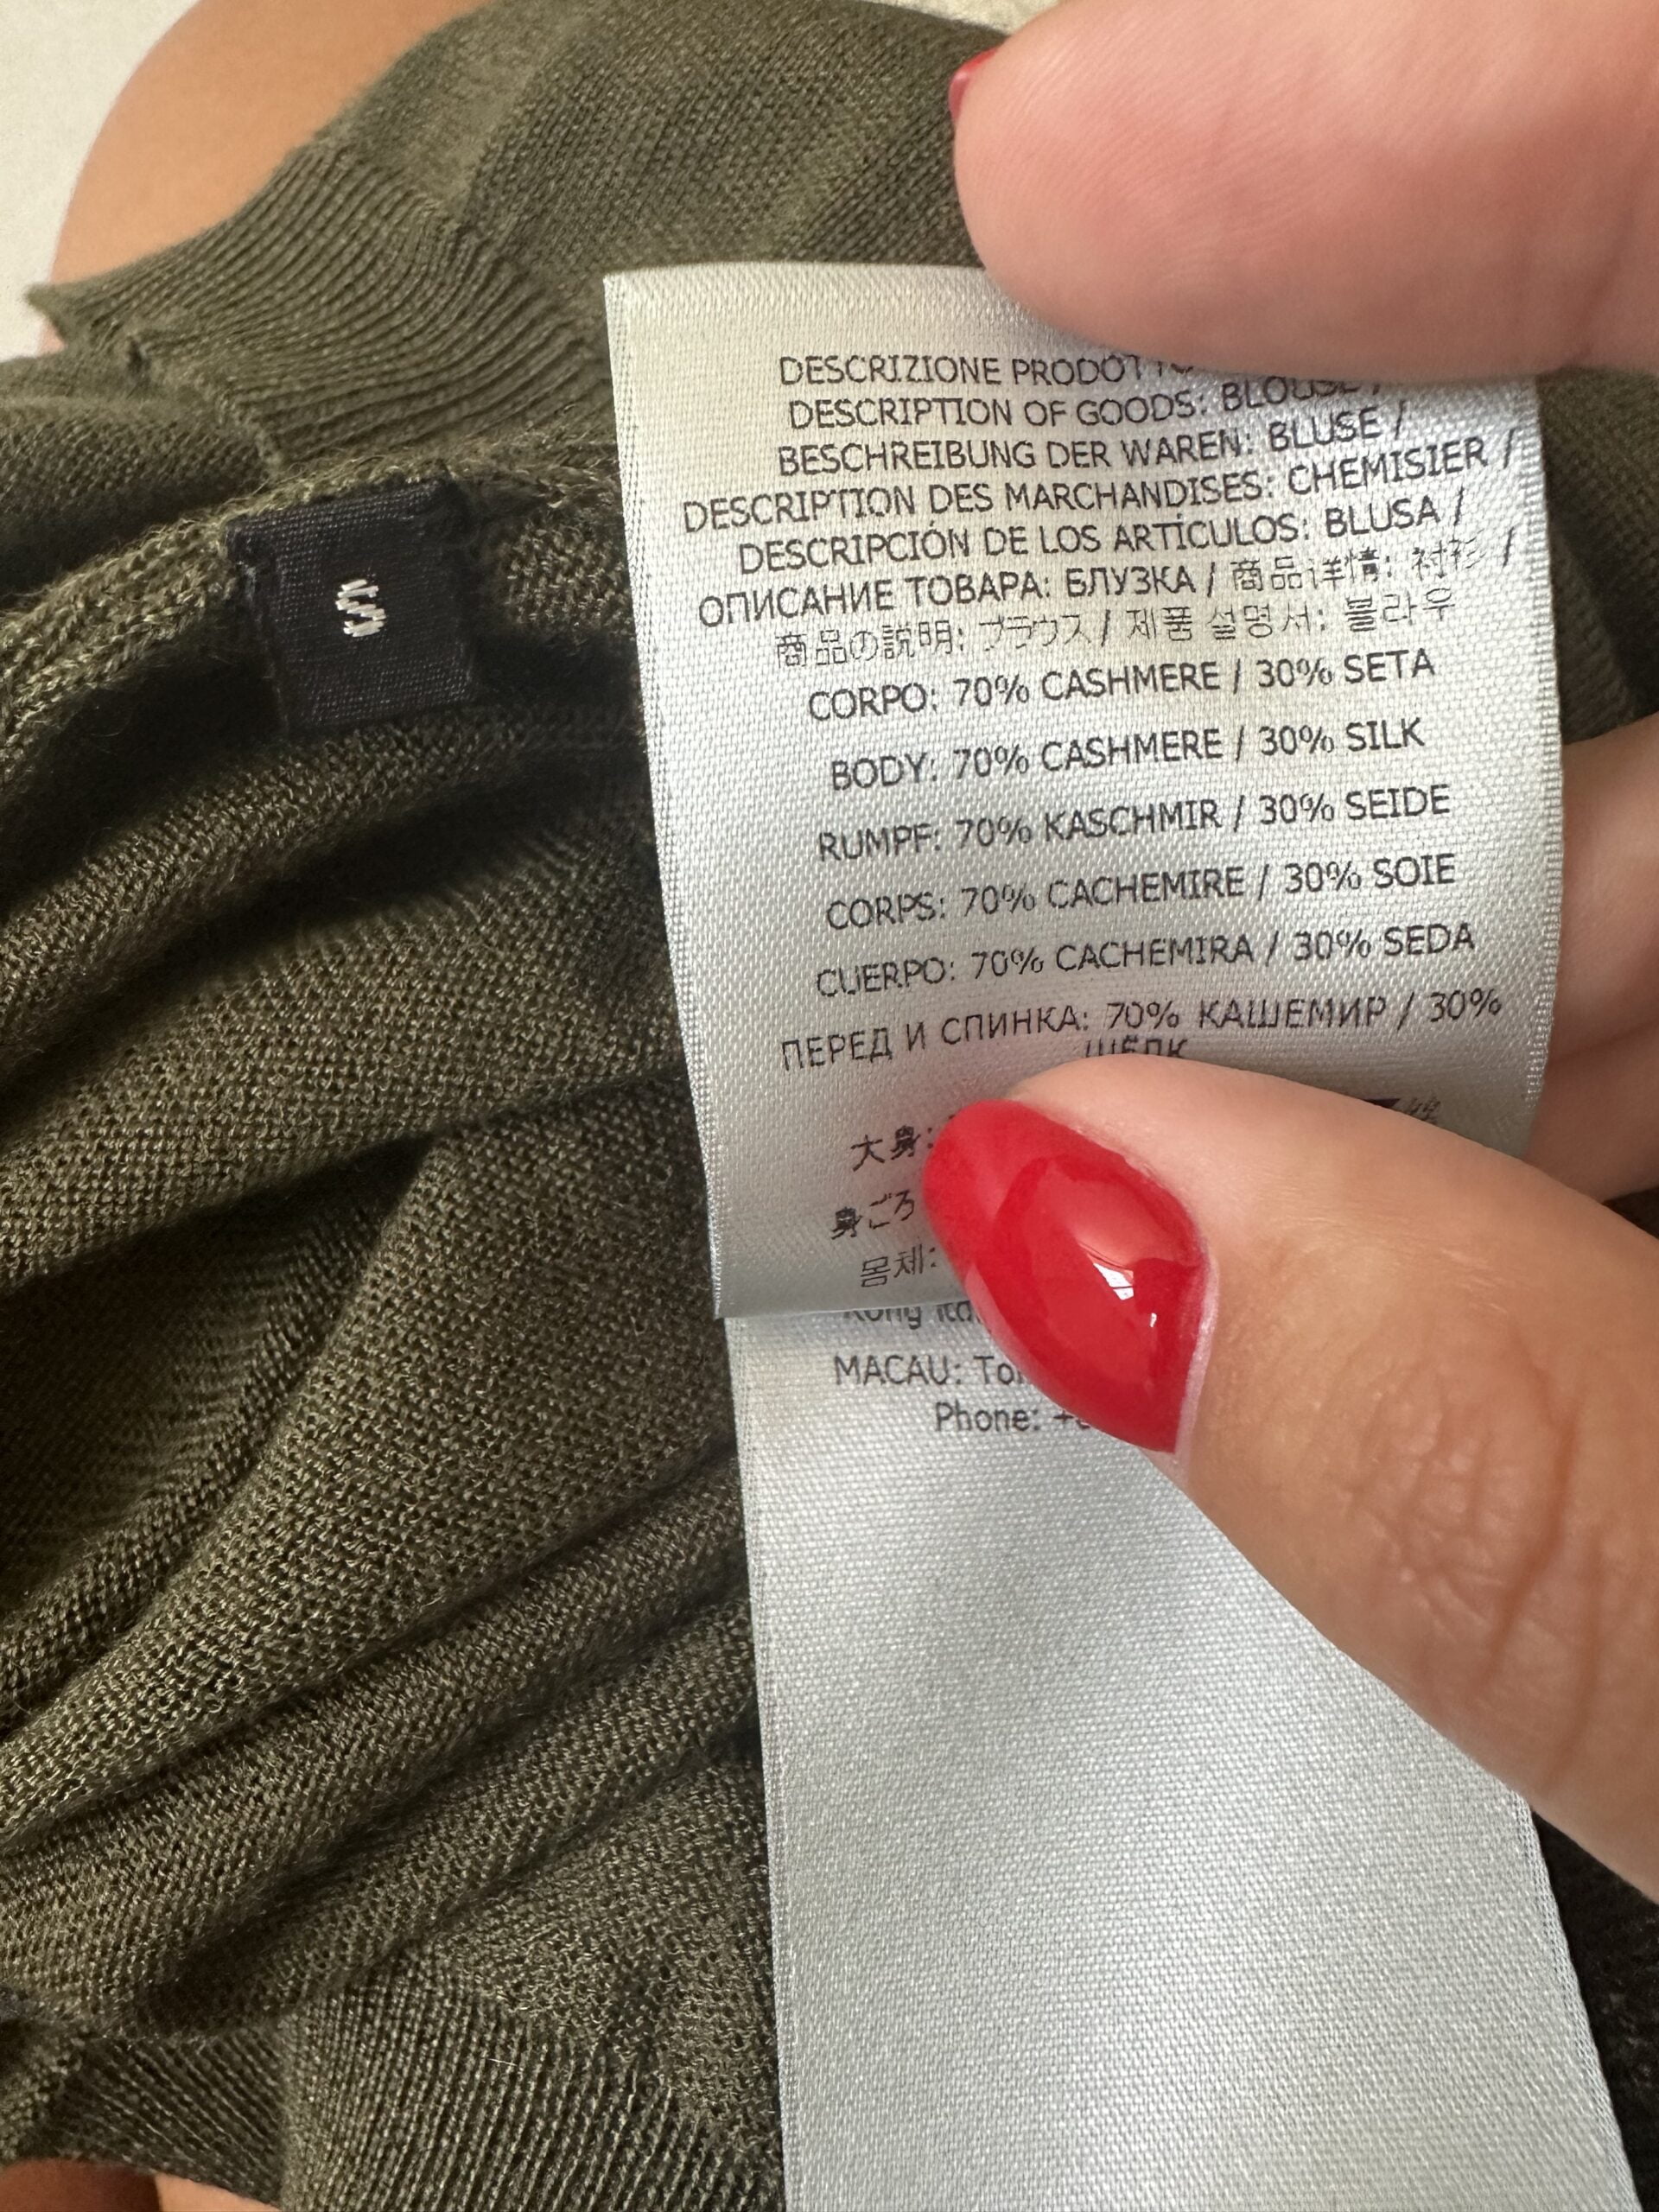 S
DESCRIZIONE PRODOTTO
DESCRIPTION OF GOODS: BLOUSE /
BESCHREIBUNG DER WAREN: BLUSE /
DESCRIPTION DES MARCHANDISES: CHEMISIER /
DESCRIPCIÓN DE LOS ARTÍCULOS: BLUSA /
ОПИСАНИЕ ТОВАРА: БЛУЗКА / 商品详情: 衬衫 /
商品の説明: ブラウス / 제품 설명서: 블라우
CORPO: 70% CASHMERE / 30% SETA
BODY: 70% CASHMERE / 30% SILK
RUMPF: 70% KASCHMIR / 30% SEIDE
CORPS: 70% CACHEMIRE / 30% SOIE
CUERPO: 70% CACHEMIRA / 30% SEDA
ПЕРЕД И СПИНКА: 70% КАШЕМИР / 30%
ШЁЛК
大身:
身ごろ
몸체:
Kong
MACAU:
Phone: